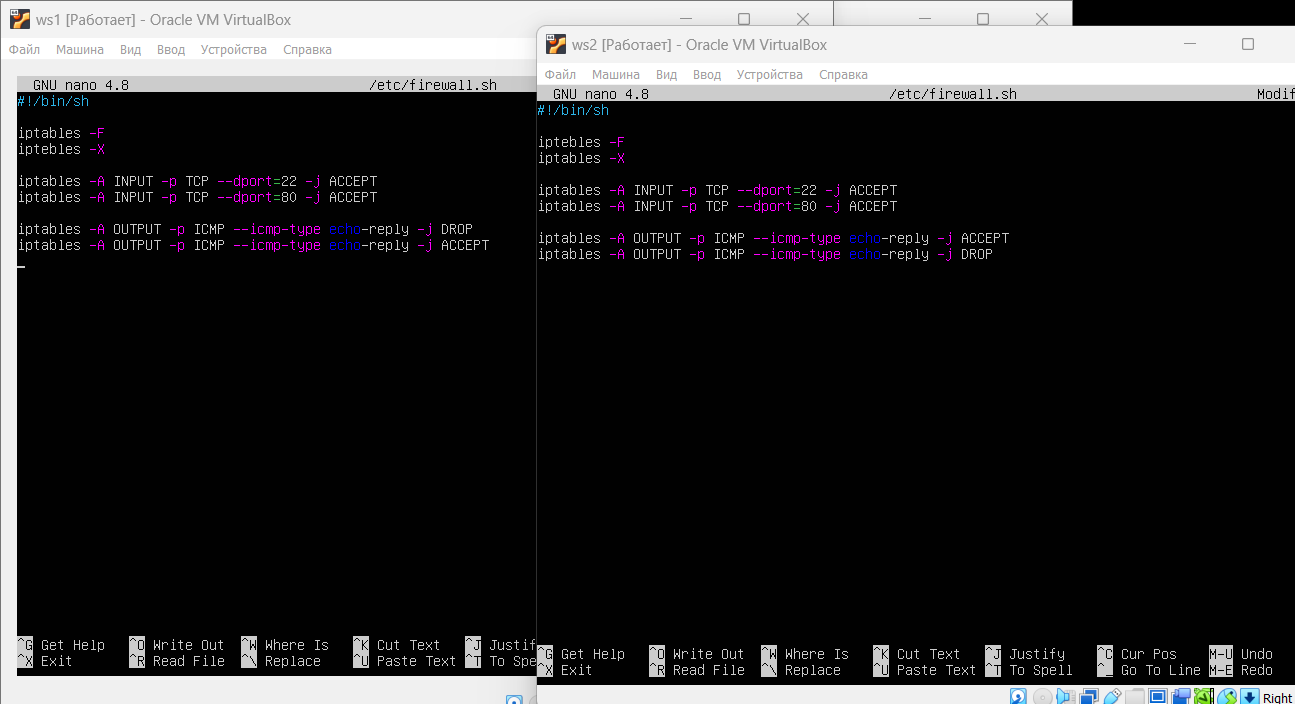 ws1 [Работает] - Oracle VM VirtualBox
Файл Машина Вид Ввод Устройства Справка
GNU nano 4.8 /etc/firewall.sh
#!/bin/sh
iptables -F
iptebles -X
iptables -A INPUT -p TCP --dport=22 -j ACCEPT
iptables -A INPUT -p TCP --dport=80 -j ACCEPT
iptables -A OUTPUT -p ICMP --icmp-type echo-reply -j DROP
iptables -A OUTPUT -p ICMP --icmp-type echo-reply -j ACCEPT
^G Get Help ^O Write Out ^W Where Is ^K Cut Text ^J Justif
^X Exit ^R Read File ^\ Replace ^U Paste Text ^T To Spe
ws2 [Работает] - Oracle VM VirtualBox
Файл Машина Вид Ввод Устройства Справка
GNU nano 4.8 /etc/firewall.sh Modif
#!/bin/sh
iptebles -F
iptables -X
iptables -A INPUT -p TCP --dport=22 -j ACCEPT
iptables -A INPUT -p TCP --dport=80 -j ACCEPT
iptables -A OUTPUT -p ICMP --icmp-type echo-reply -j ACCEPT
iptables -A OUTPUT -p ICMP --icmp-type echo-reply -j DROP
^G Get Help ^O Write Out ^W Where Is ^K Cut Text ^J Justify ^C Cur Pos M-U Undo
^X Exit ^R Read File ^\ Replace ^U Paste Text ^T To Spell ^_ Go To Line M-E Redo
Right